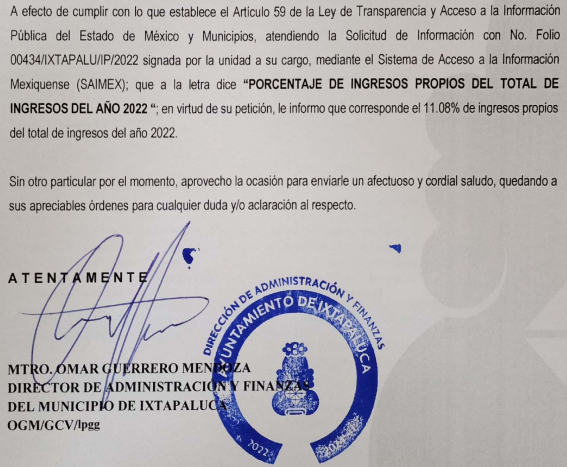 A efecto de cumplir con lo que establece el Articulo 59 de la Ley de Transparencia y Acceso a la Información
Pública del Estado de México y Municipios, atendiendo la Solicitud de Información con No. Folio
00434/IXTAPALU/IP/2022 signada por la unidad a su cargo, mediante el Sistema de Acceso a la Información
Mexiquense (SAIMEX); que a la letra dice “PORCENTAJE DE INGRESOS PROPIOS DEL TOTAL DE
INGRESOS DEL AÑO 2022 “; en virtud de su petición, le informo que corresponde el 11.08% de ingresos propios
del total de ingresos del año 2022.
Sin otro particular por el momento, aprovecho la ocasión para enviarle un afectuoso y cordial saludo, quedando a
sus apreciables órdenes para cualquier duda y/o aclaración al respecto.
ATENTAMENTE
MTRO. OMAR GUERRERO MENDOZA
DIRECTOR DE ADMINISTRACIÓN Y FINANZAS
DEL MUNICIPIO DE IXTAPALUCA
OGM/GCV/lpgg
DIRECCIÓN DE ADMINISTRACIÓN Y FINANZAS
AYUNTAMIENTO DE IXTAPALUCA
2022
2022